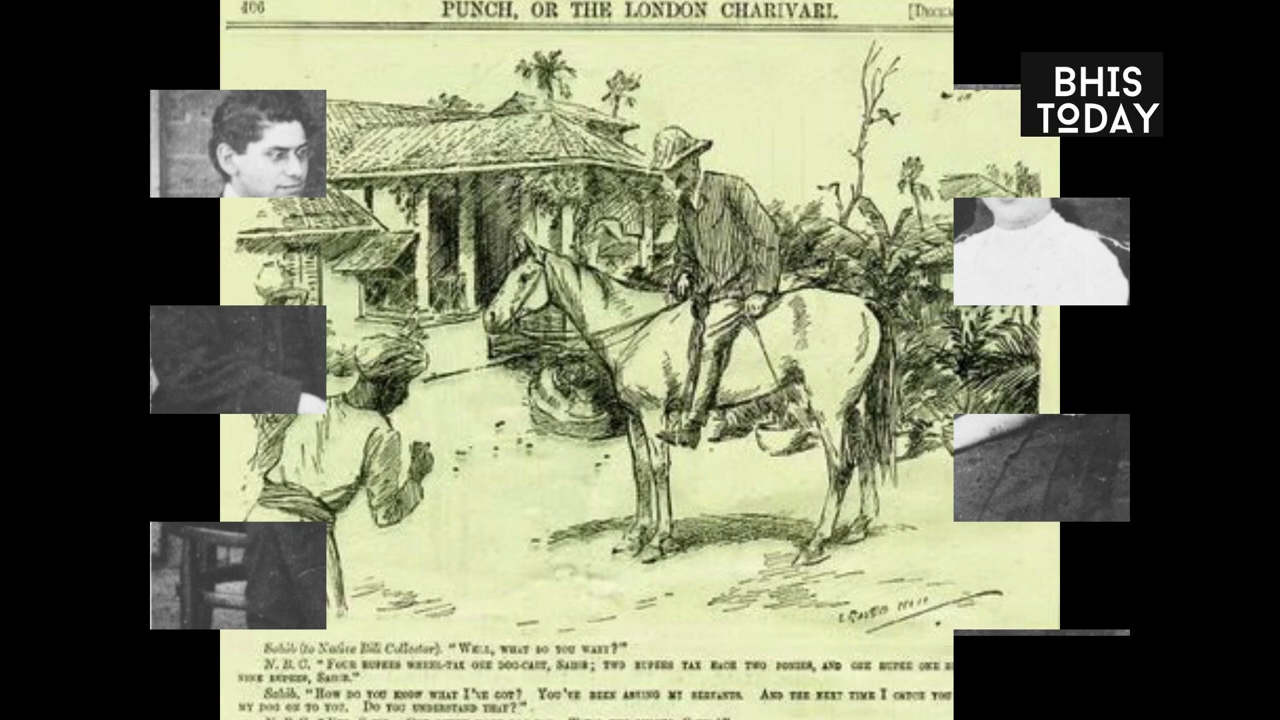 406
PUNCH, OR THE LONDON CHARIVARI.
BHIS
TODAY
Sahib (to Native Bill Collector). "WELL, WHAT DO YOU WANT?"
N. B. C. "FOUR RUPEES WHEEL-TAX ONE DOG-CART, SAHIB; TWO RUPEES TAX EACH TWO PONIES, AND ONE RUPEE ONE
NINE RUPEES, SAHIB."
Sahib. "HOW DO YOU KNOW WHAT I'VE GOT? YOU'VE BEEN ASKING MY SERVANTS. AND THE NEXT TIME I CATCH YOU
MY DOG ON TO YOU. DO YOU UNDERSTAND THAT?"